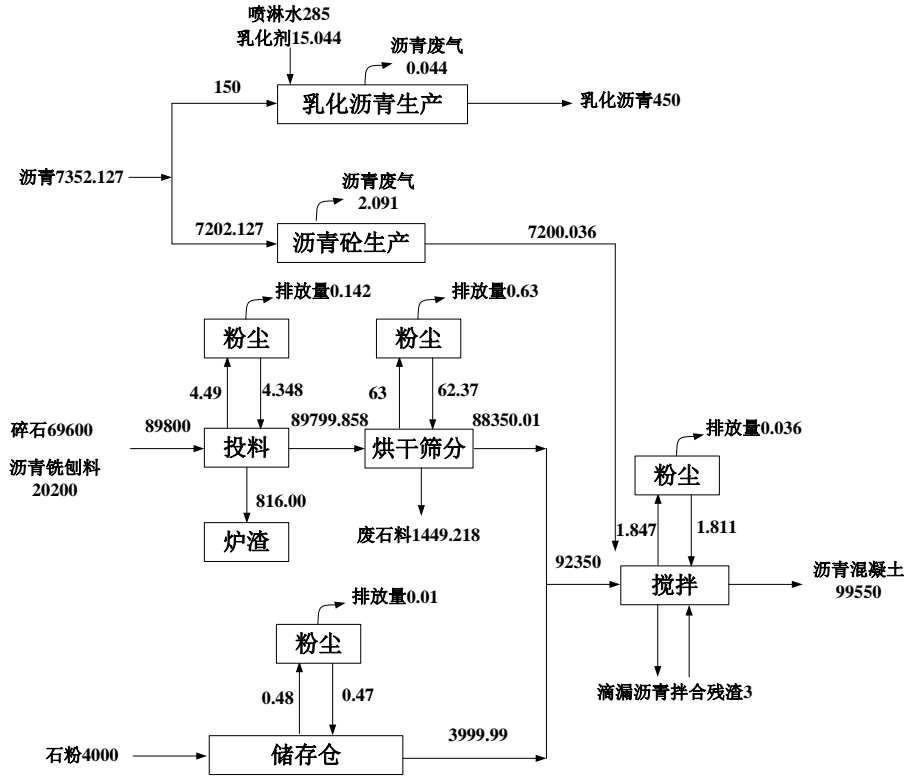 喷淋水285
乳化剂15.044
沥青废气
0.044
150
乳化沥青生产
乳化沥青450
沥青7352.127
沥青废气
2.091
7202.127
沥青砼生产
7200.036
排放量0.142
排放量0.63
粉尘
粉尘
4.49
4.348
63
62.37
碎石69600
89800
89799.858
88350.01
投料
烘干筛分
沥青铣刨料
20200
排放量0.036
粉尘
816.00
炉渣
废石料1449.218
1.847
1.811
92350
搅拌
沥青混凝土
99550
排放量0.01
粉尘
0.48
0.47
滴漏沥青拌合残渣3
石粉4000
储存仓
3999.99